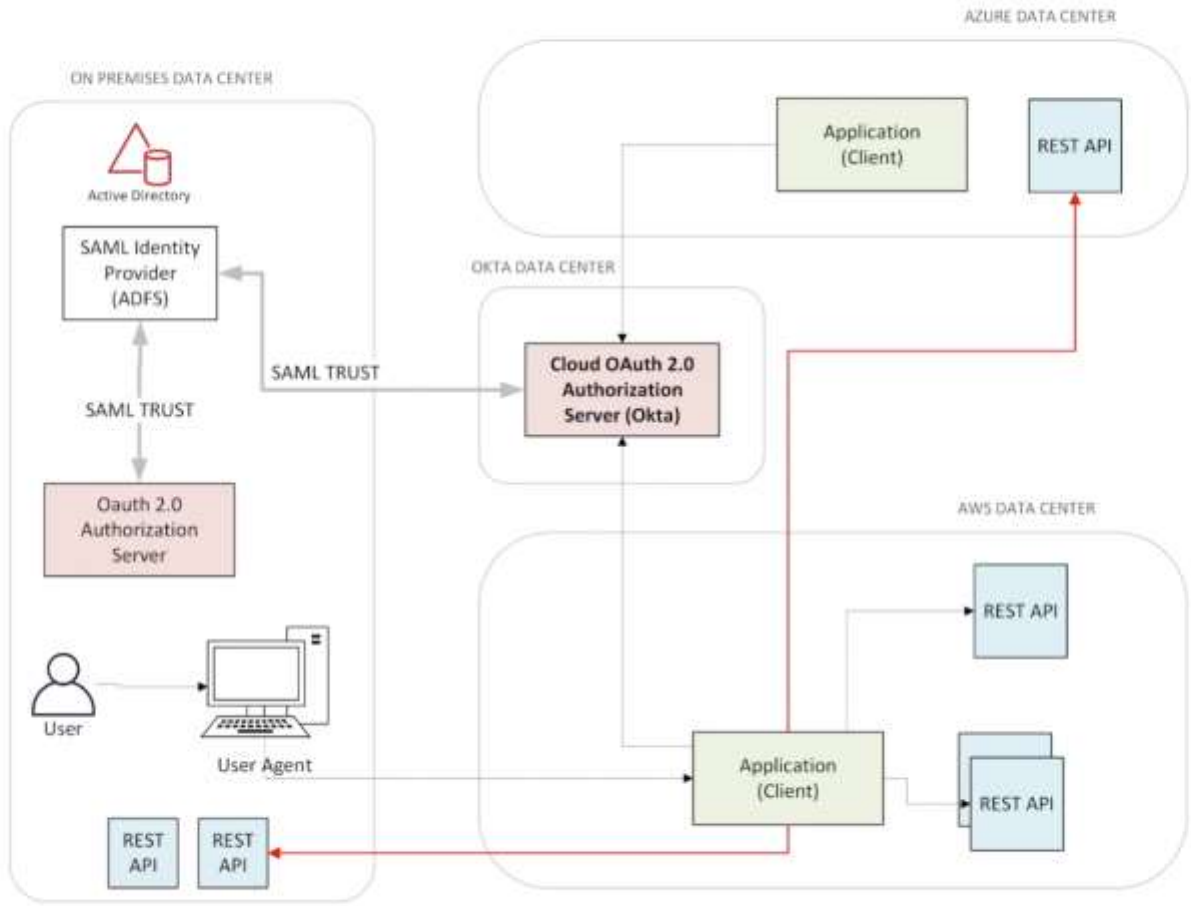 AZURE DATA CENTER
ON PREMISES DATA CENTER
Active Directory
SAML Identity
Provider
(ADFS)
SAML TRUST
SAML TRUST
Oauth 2.0
Authorization
Server
User
User Agent
REST
API
REST
API
Application
(Client)
REST API
OKTA DATA CENTER
Cloud OAuth 2.0
Authorization
Server (Okta)
AWS DATA CENTER
REST API
Application
(Client)
REST API